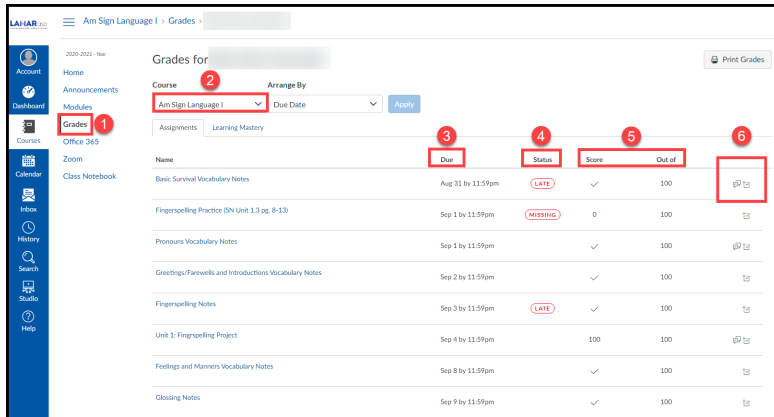 LAHARCISD
Am Sign Language I > Grades >
Account
Dashboard
Courses
Calendar
Inbox
History
Search
Studio
Help
2020-2021 - Year
Home
Announcements
Modules
Grades 1
Office 365
Zoom
Class Notebook
Grades for
Print Grades
2
Course Arrange By
Am Sign Language I Due Date Apply
Assignments Learning Mastery
3 4 5 6
Name Due Status Score Out of
Basic Survival Vocabulary Notes Aug 31 by 11:59pm LATE ✓ 100
Fingerspelling Practice (SN Unit 1.3 pg. 8-13) Sep 1 by 11:59pm MISSING 0 100
Pronouns Vocabulary Notes Sep 1 by 11:59pm ✓ 100
Greetings/Farewells and Introductions Vocabulary Notes Sep 2 by 11:59pm ✓ 100
Fingerspelling Notes Sep 3 by 11:59pm LATE ✓ 100
Unit 1: Fingrspelling Project Sep 4 by 11:59pm 100 100
Feelings and Manners Vocabulary Notes Sep 8 by 11:59pm ✓ 100
Glossing Notes Sep 9 by 11:59pm ✓ 100